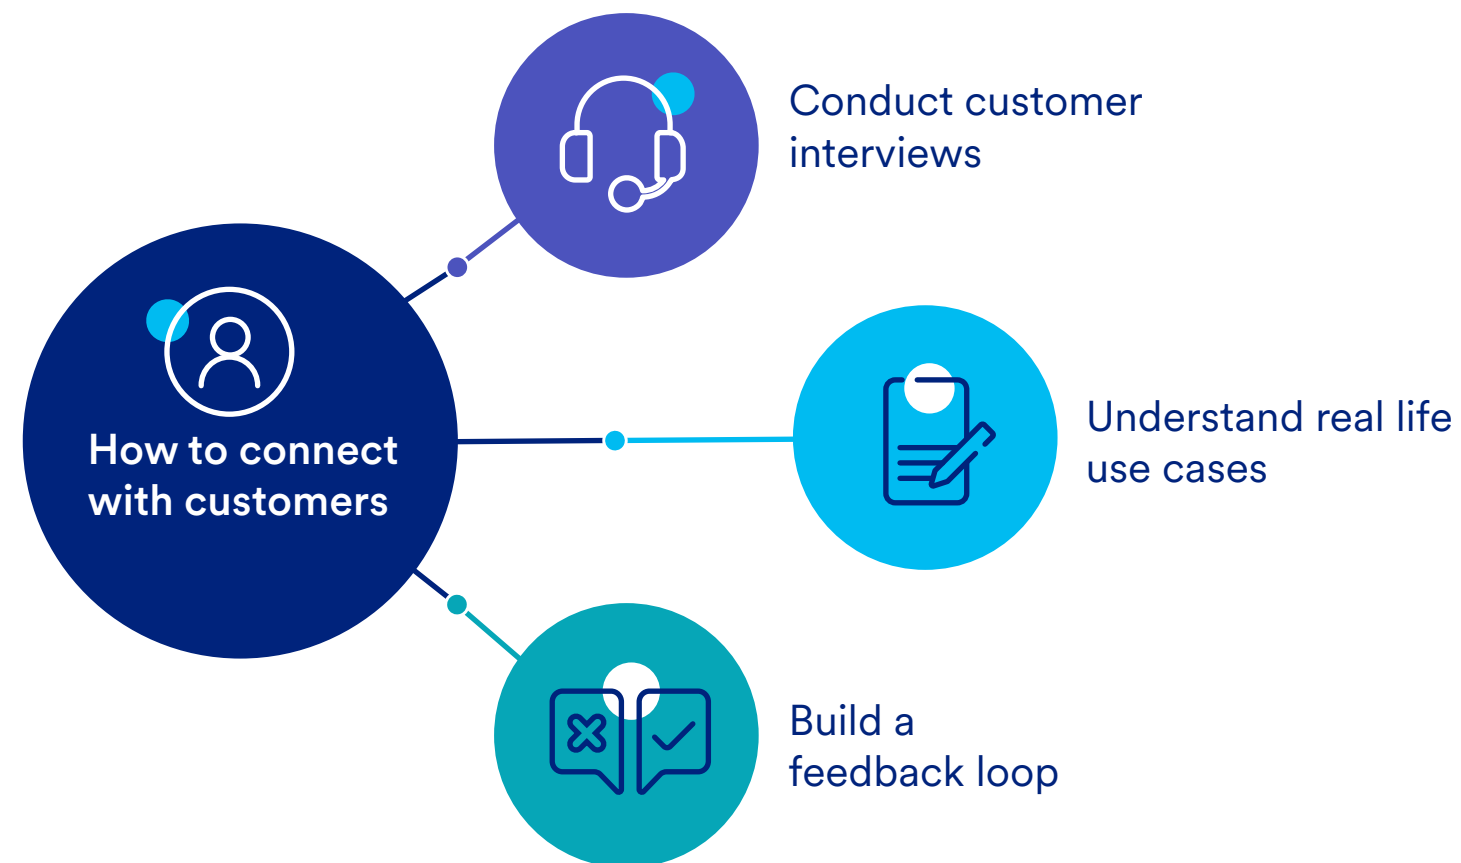 Conduct customer
interviews
How to connect
with customers
Understand real life
use cases
Build a
feedback loop